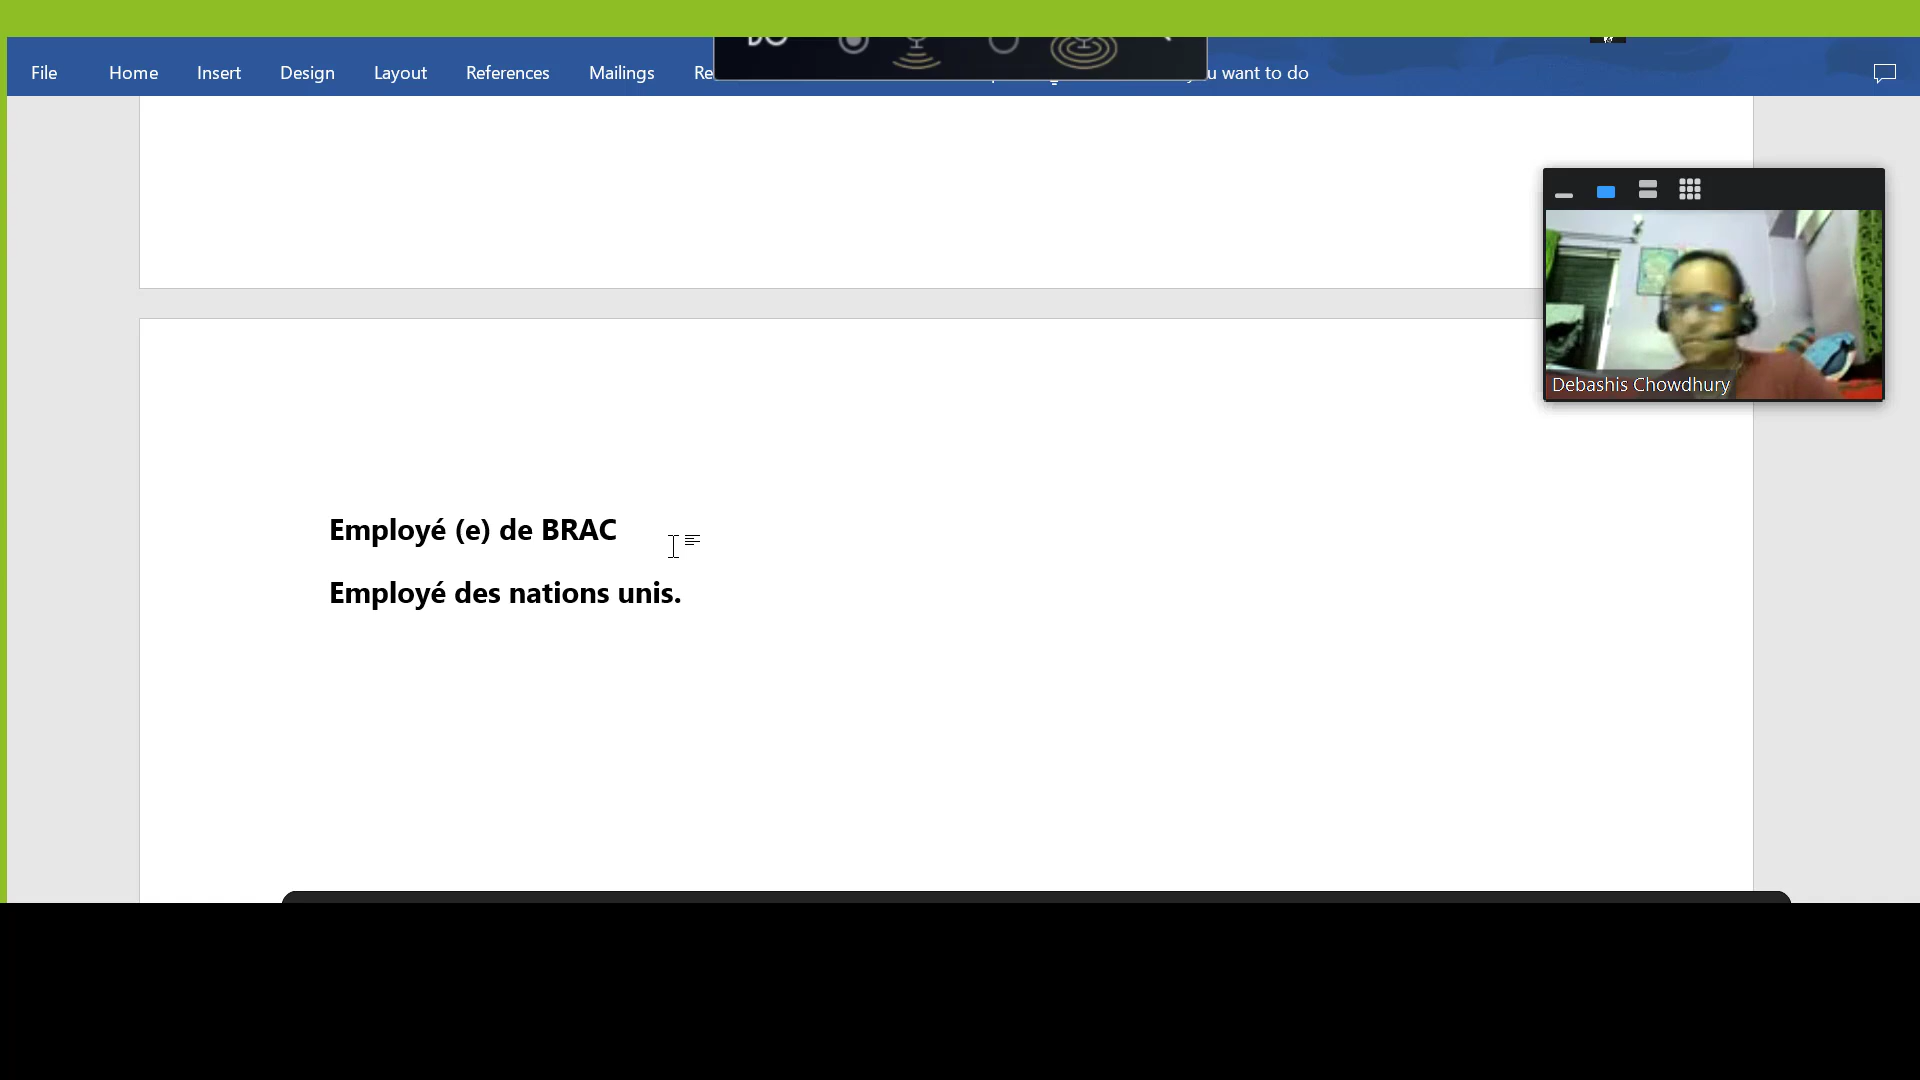 File Home Insert Design Layout References Mailings Re u want to do
Debashis Chowdhury
Employé (e) de BRAC
Employé des nations unis.